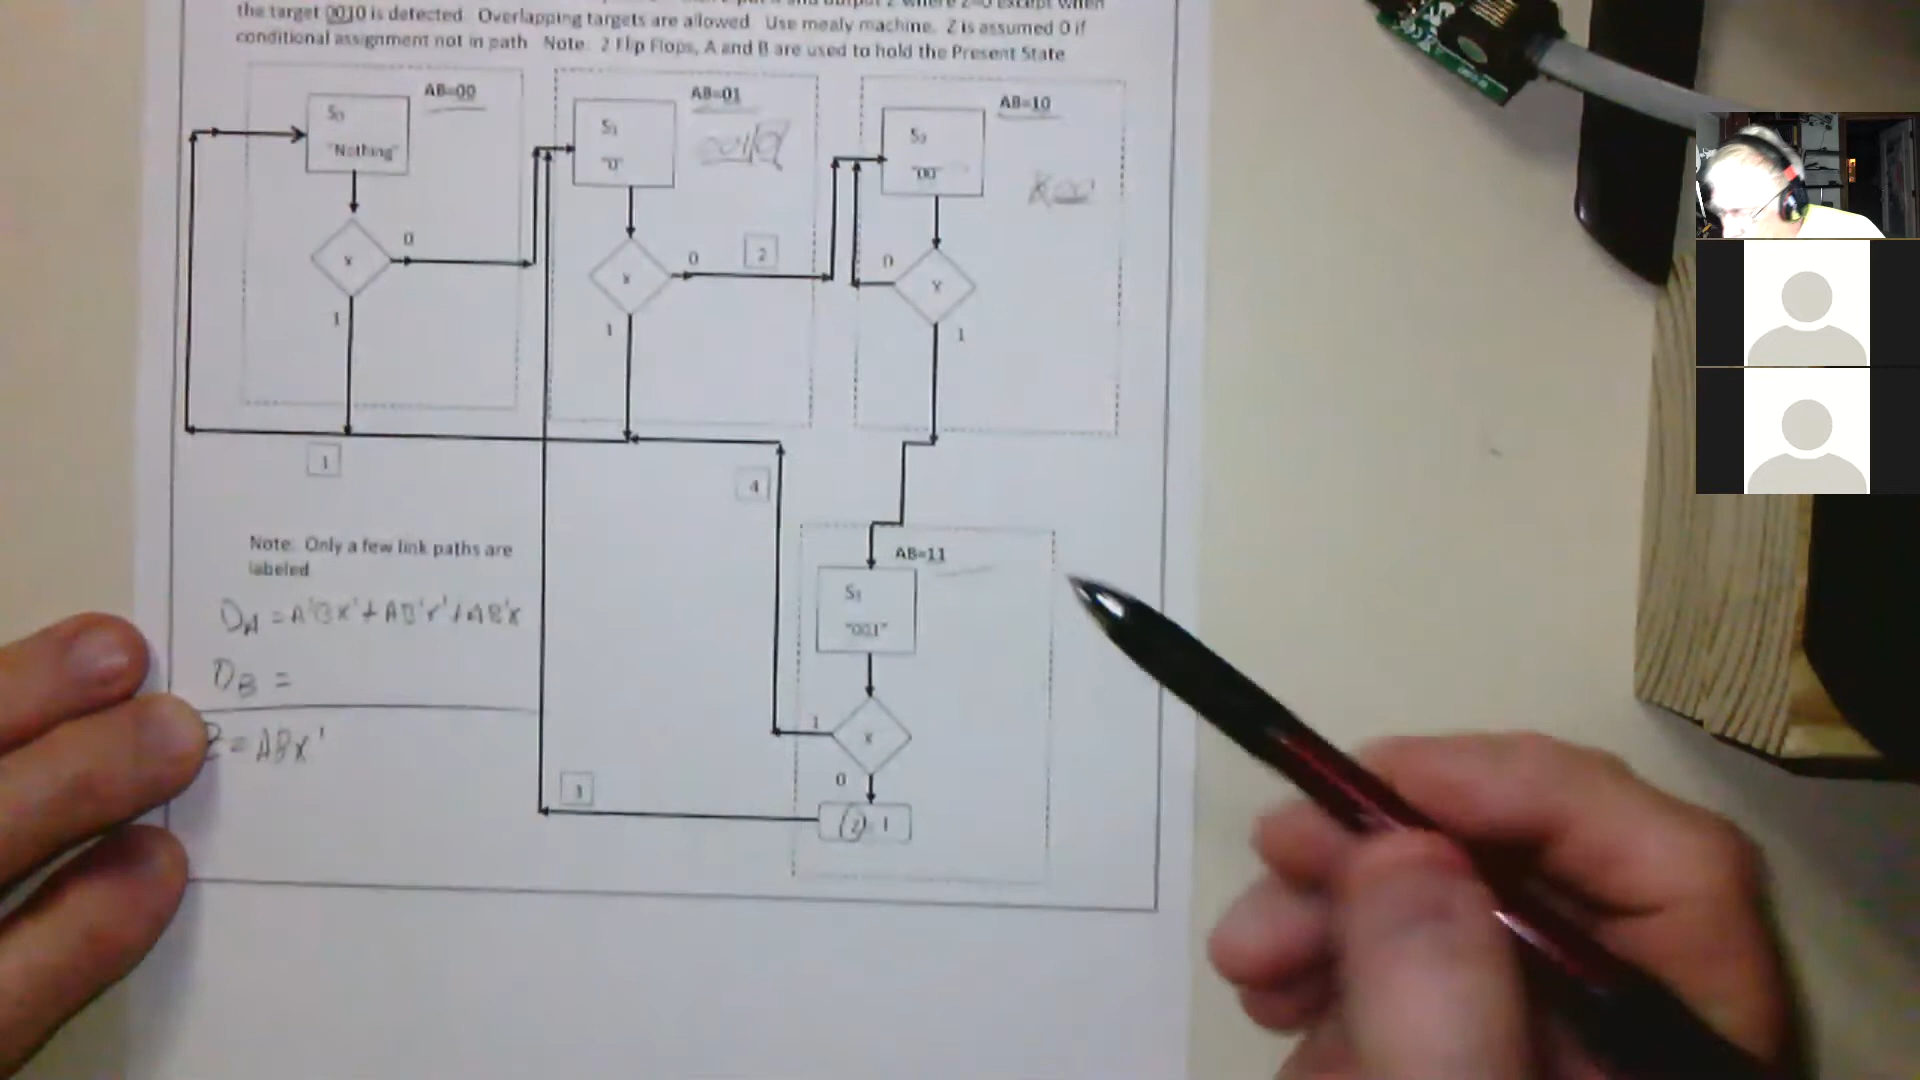 the target 0010 is detected. Overlapping targets are allowed. Use mealy machine. Z is assumed 0 if
conditional assignment not in path Note: 2 Flip Flops, A and B are used to hold the Present State
AB=00
S0
"Nothing"
X
0
1
1
AB=01
S1
"0"
X
0
2
1
AB=10
"00"
X
0
1
4
AB=11
S3
"001"
X
1
0
Z=1
3
Note: Only a few link paths are
labeled
DA = A'BX' + AB'X' + AB'X
DB =
Z = ABX'